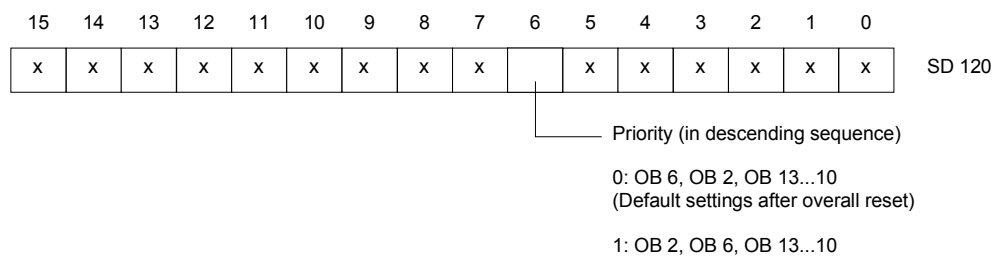 15 14 13 12 11 10 9 8 7 6 5 4 3 2 1 0
x x x x x x x x x x x x x x x SD 120
Priority (in descending sequence)
0: OB 6, OB 2, OB 13...10
(Default settings after overall reset)
1: OB 2, OB 6, OB 13...10